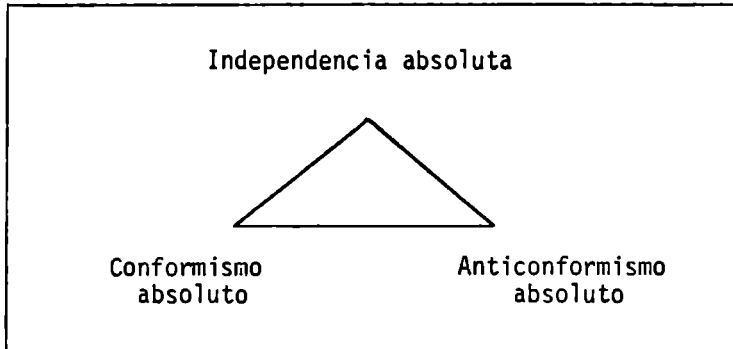 Independencia absoluta
Conformismo Anticonformismo
absoluto absoluto